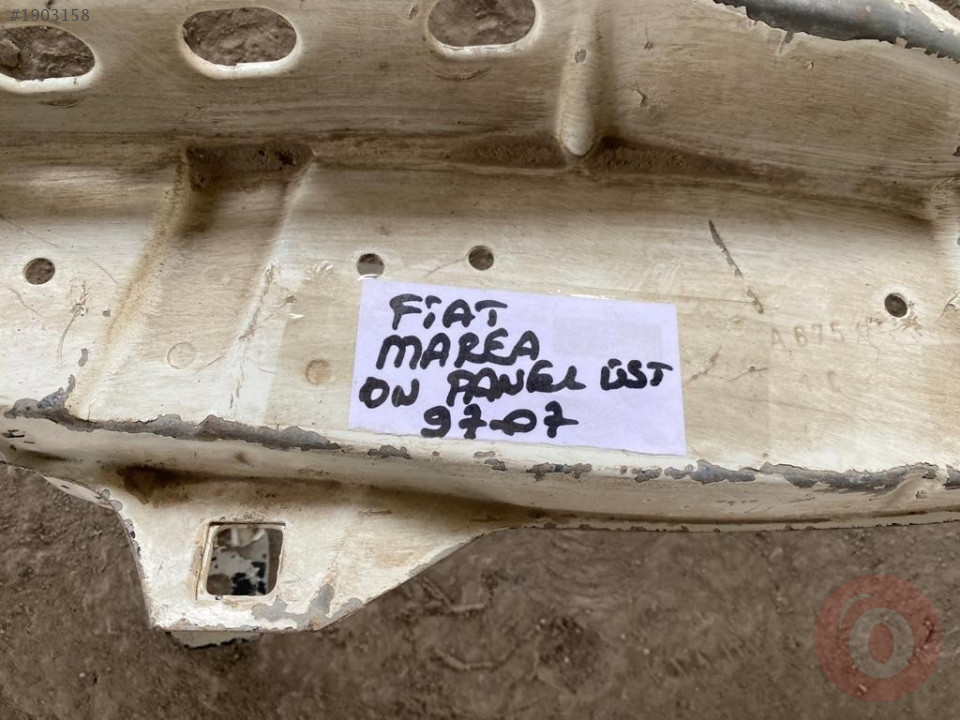 #1903158
FiAT
MAREA
ON PANEL ÜST
97-07